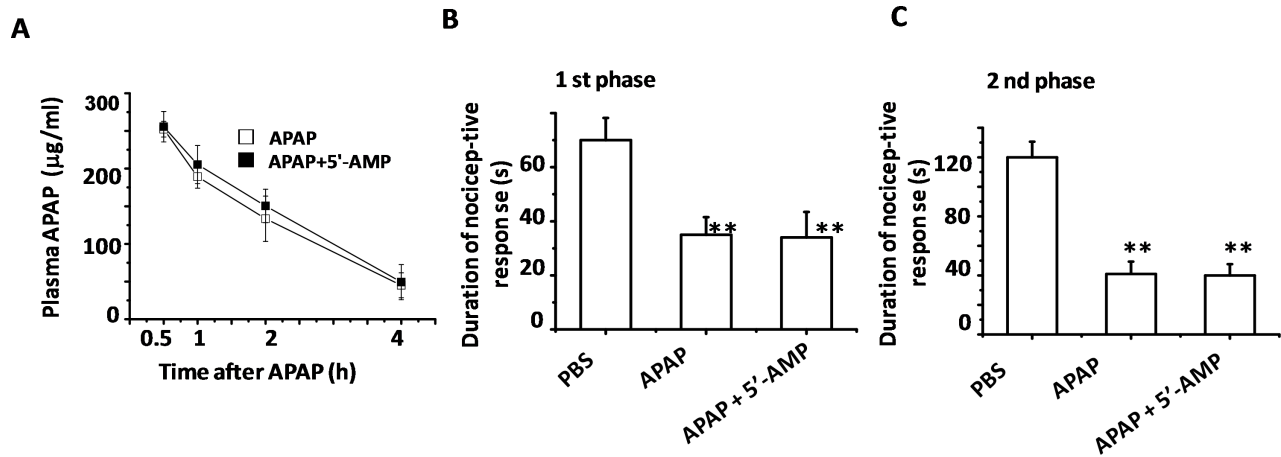 A
300
200
100
0
Plasma APAP (μg/ml)
APAP
APAP+5'-AMP
0.5 1 2 4
Time after APAP (h)
B
1 st phase
Duration of nocicep-tive
respon se (s)
60
40
20
0
**
**
PBS
APAP
APAP + 5’-AMP
C
2 nd phase
Duration of nocicep-tive
respon se (s)
120
80
40
0
**
**
PBS
APAP
APAP + 5’-AMP